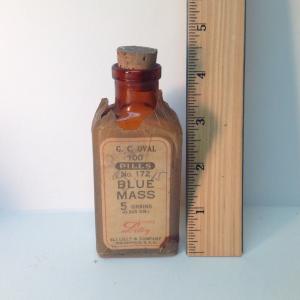 G. C. OVAL
100
PILLS
No. 172
BLUE
MASS
5 GRAINS
Lilly
ELI LILLY & COMPANY
5
4
3
2
1